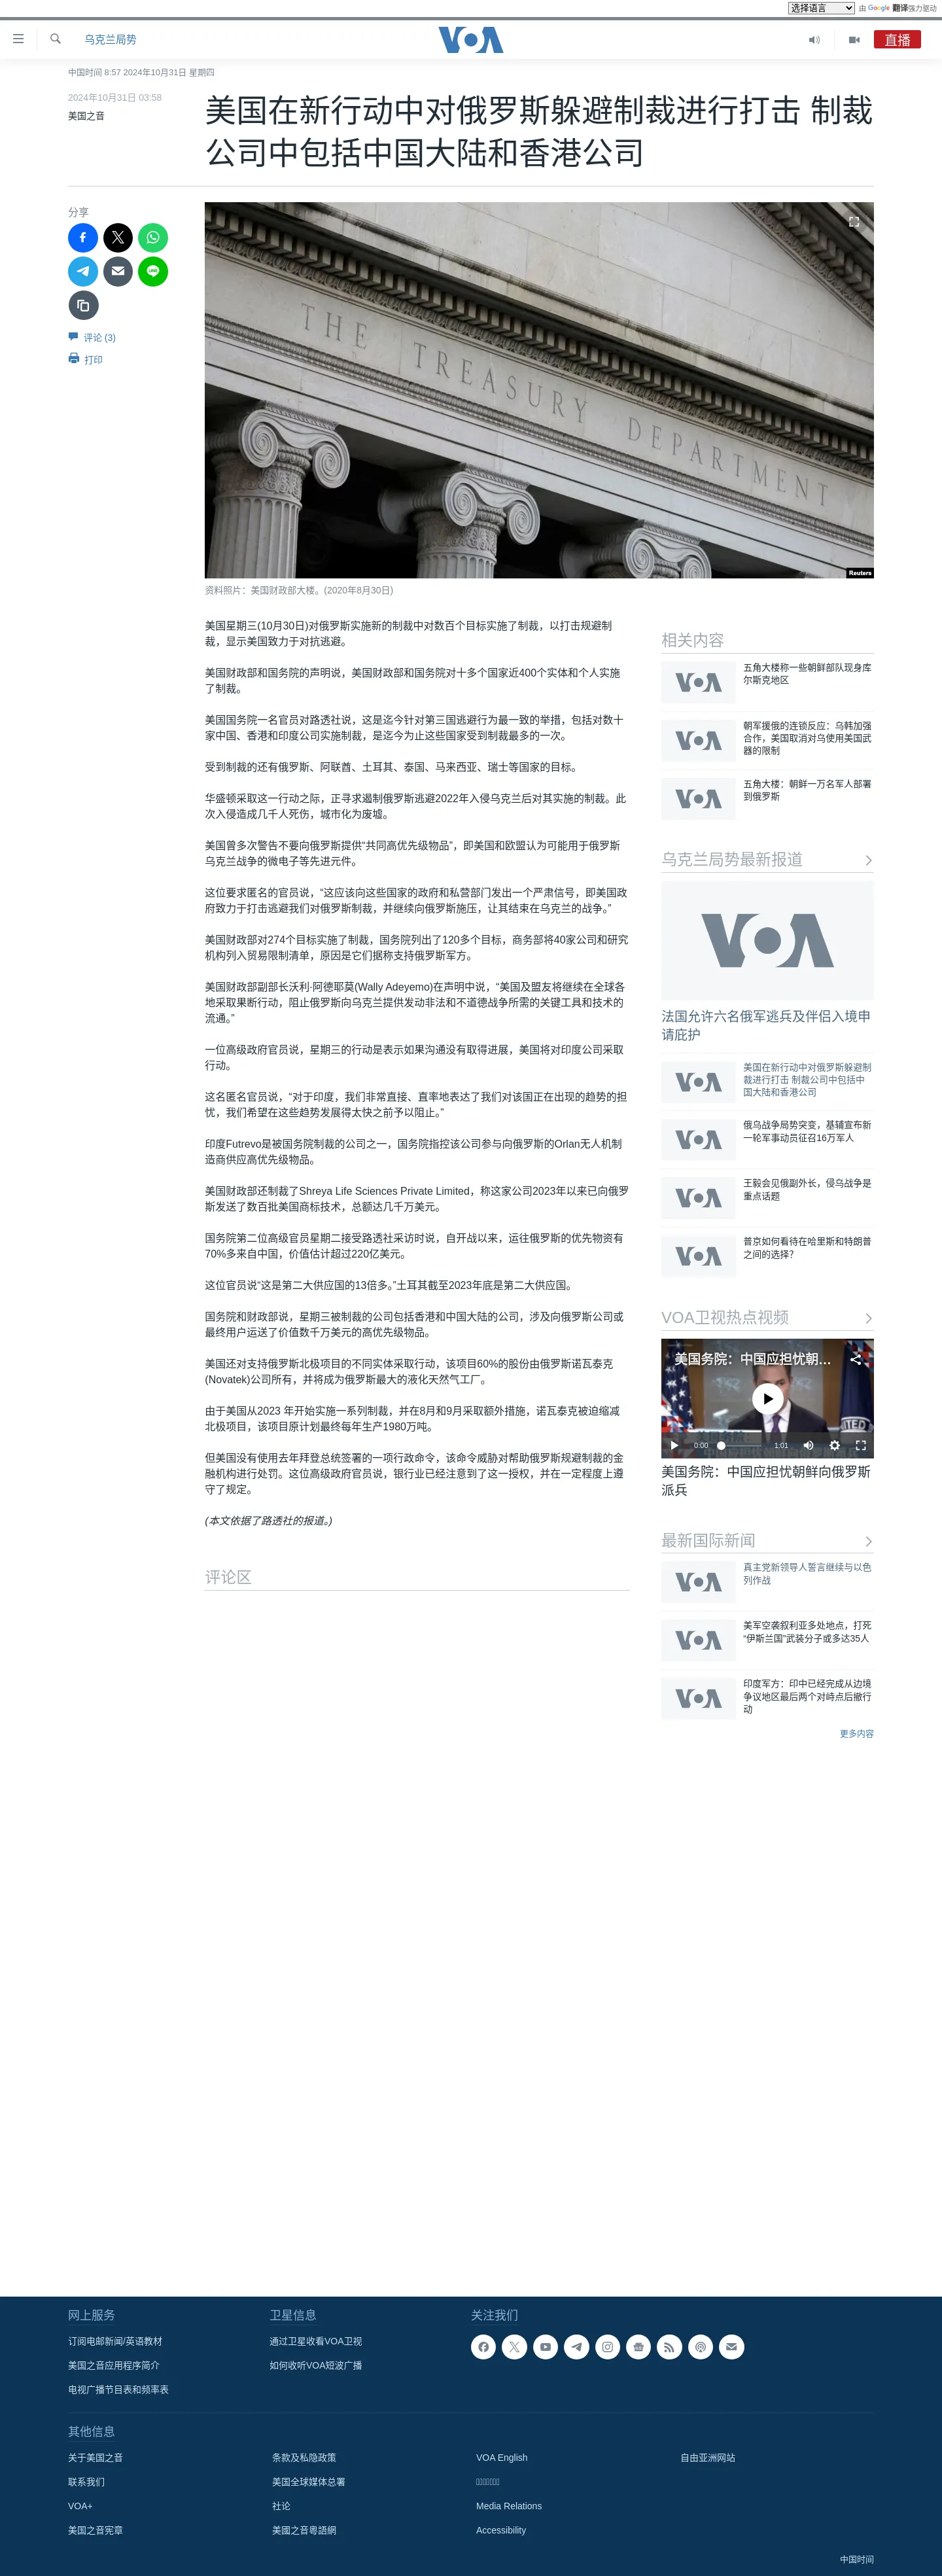 选择语言
由 Google 翻译强力驱动
乌克兰局势
VOA
直播
中国时间 8:57 2024年10月31日 星期四
2024年10月31日 03:58
美国之音
美国在新行动中对俄罗斯躲避制裁进行打击 制裁
公司中包括中国大陆和香港公司
分享
评论 (3)
打印
THE TREASURY DEPARTMENT
Reuters
资料照片：美国财政部大楼。(2020年8月30日)
美国星期三(10月30日)对俄罗斯实施新的制裁中对数百个目标实施了制裁，以打击规避制
裁，显示美国致力于对抗逃避。
美国财政部和国务院的声明说，美国财政部和国务院对十多个国家近400个实体和个人实施
了制裁。
美国国务院一名官员对路透社说，这是迄今针对第三国逃避行为最一致的举措，包括对数十
家中国、香港和印度公司实施制裁，是迄今为止这些国家受到制裁最多的一次。
受到制裁的还有俄罗斯、阿联酋、土耳其、泰国、马来西亚、瑞士等国家的目标。
华盛顿采取这一行动之际，正寻求遏制俄罗斯逃避2022年入侵乌克兰后对其实施的制裁。此
次入侵造成几千人死伤，城市化为废墟。
美国曾多次警告不要向俄罗斯提供“共同高优先级物品”，即美国和欧盟认为可能用于俄罗斯
乌克兰战争的微电子等先进元件。
这位要求匿名的官员说，“这应该向这些国家的政府和私营部门发出一个严肃信号，即美国政
府致力于打击逃避我们对俄罗斯制裁，并继续向俄罗斯施压，让其结束在乌克兰的战争。”
美国财政部对274个目标实施了制裁，国务院列出了120多个目标，商务部将40家公司和研究
机构列入贸易限制清单，原因是它们据称支持俄罗斯军方。
美国财政部副部长沃利·阿德耶莫(Wally Adeyemo)在声明中说，“美国及盟友将继续在全球各
地采取果断行动，阻止俄罗斯向乌克兰提供发动非法和不道德战争所需的关键工具和技术的
流通。”
一位高级政府官员说，星期三的行动是表示如果沟通没有取得进展，美国将对印度公司采取
行动。
这名匿名官员说，“对于印度，我们非常直接、直率地表达了我们对该国正在出现的趋势的担
忧，我们希望在这些趋势发展得太快之前予以阻止。”
印度Futrevo是被国务院制裁的公司之一，国务院指控该公司参与向俄罗斯的Orlan无人机制
造商供应高优先级物品。
美国财政部还制裁了Shreya Life Sciences Private Limited，称这家公司2023年以来已向俄罗
斯发送了数百批美国商标技术，总额达几千万美元。
国务院第二位高级官员星期二接受路透社采访时说，自开战以来，运往俄罗斯的优先物资有
70%多来自中国，价值估计超过220亿美元。
这位官员说“这是第二大供应国的13倍多。”土耳其截至2023年底是第二大供应国。
国务院和财政部说，星期三被制裁的公司包括香港和中国大陆的公司，涉及向俄罗斯公司或
最终用户运送了价值数千万美元的高优先级物品。
美国还对支持俄罗斯北极项目的不同实体采取行动，该项目60%的股份由俄罗斯诺瓦泰克
(Novatek)公司所有，并将成为俄罗斯最大的液化天然气工厂。
由于美国从2023 年开始实施一系列制裁，并在8月和9月采取额外措施，诺瓦泰克被迫缩减
北极项目，该项目原计划最终每年生产1980万吨。
但美国没有使用去年拜登总统签署的一项行政命令，该命令威胁对帮助俄罗斯规避制裁的金
融机构进行处罚。这位高级政府官员说，银行业已经注意到了这一授权，并在一定程度上遵
守了规定。
(本文依据了路透社的报道。)
评论区
相关内容
VOA
五角大楼称一些朝鲜部队现身库
尔斯克地区
VOA
朝军援俄的连锁反应：乌韩加强
合作，美国取消对乌使用美国武
器的限制
VOA
五角大楼：朝鲜一万名军人部署
到俄罗斯
乌克兰局势最新报道
VOA
法国允许六名俄军逃兵及伴侣入境申
请庇护
VOA
美国在新行动中对俄罗斯躲避制
裁进行打击 制裁公司中包括中
国大陆和香港公司
VOA
俄乌战争局势突变，基辅宣布新
一轮军事动员征召16万军人
VOA
王毅会见俄副外长，侵乌战争是
重点话题
VOA
普京如何看待在哈里斯和特朗普
之间的选择？
VOA卫视热点视频
美国务院：中国应担忧朝...
0:00
1:01
美国务院：中国应担忧朝鲜向俄罗斯
派兵
最新国际新闻
VOA
真主党新领导人誓言继续与以色
列作战
VOA
美军空袭叙利亚多处地点，打死
“伊斯兰国”武装分子或多达35人
VOA
印度军方：印中已经完成从边境
争议地区最后两个对峙点后撤行
动
更多内容
网上服务
订阅电邮新闻/英语教材
美国之音应用程序简介
电视广播节目表和频率表
卫星信息
通过卫星收看VOA卫视
如何收听VOA短波广播
关注我们
其他信息
关于美国之音
联系我们
VOA+
美国之音宪章
条款及私隐政策
美国全球媒体总署
社论
美國之音粵語網
VOA English
Media Relations
Accessibility
自由亚洲网站
中国时间